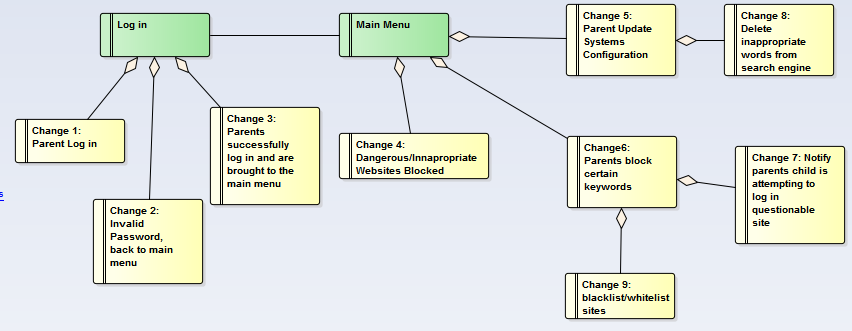 Log in
Main Menu
Change 5:
Parent Update
Systems
Configuration
Change 8:
Delete
inappropriate
words from
search engine
Change 1:
Parent Log in
Change 3:
Parents
successfully
log in and are
brought to the
main menu
Change 4:
Dangerous/Innapropriate
Websites Blocked
Change6:
Parents block
certain
keywords
Change 7: Notify
parents child is
attempting to
log in
questionable
site
s
Change 2:
Invalid
Password,
back to main
menu
Change 9:
blacklist/whitelist
sites